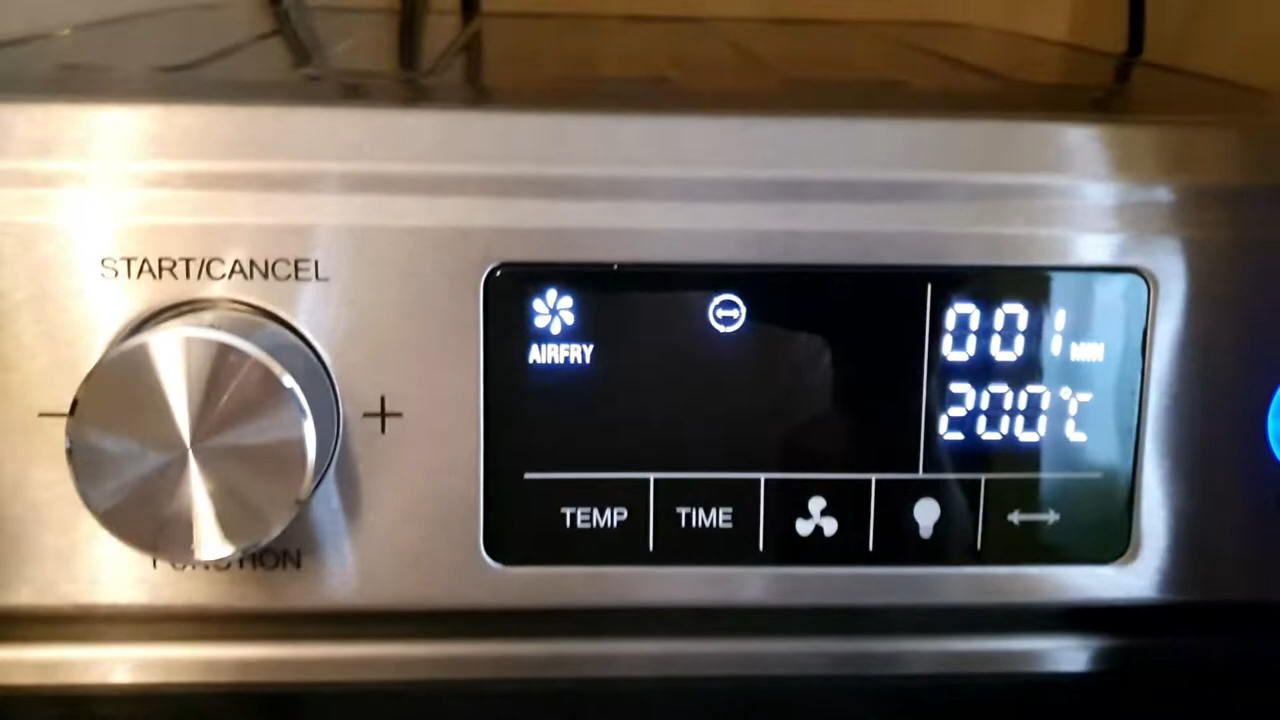 START/CANCEL
- +
FUNCTION
AIRFRY
001 MIN
200℃
TEMP TIME